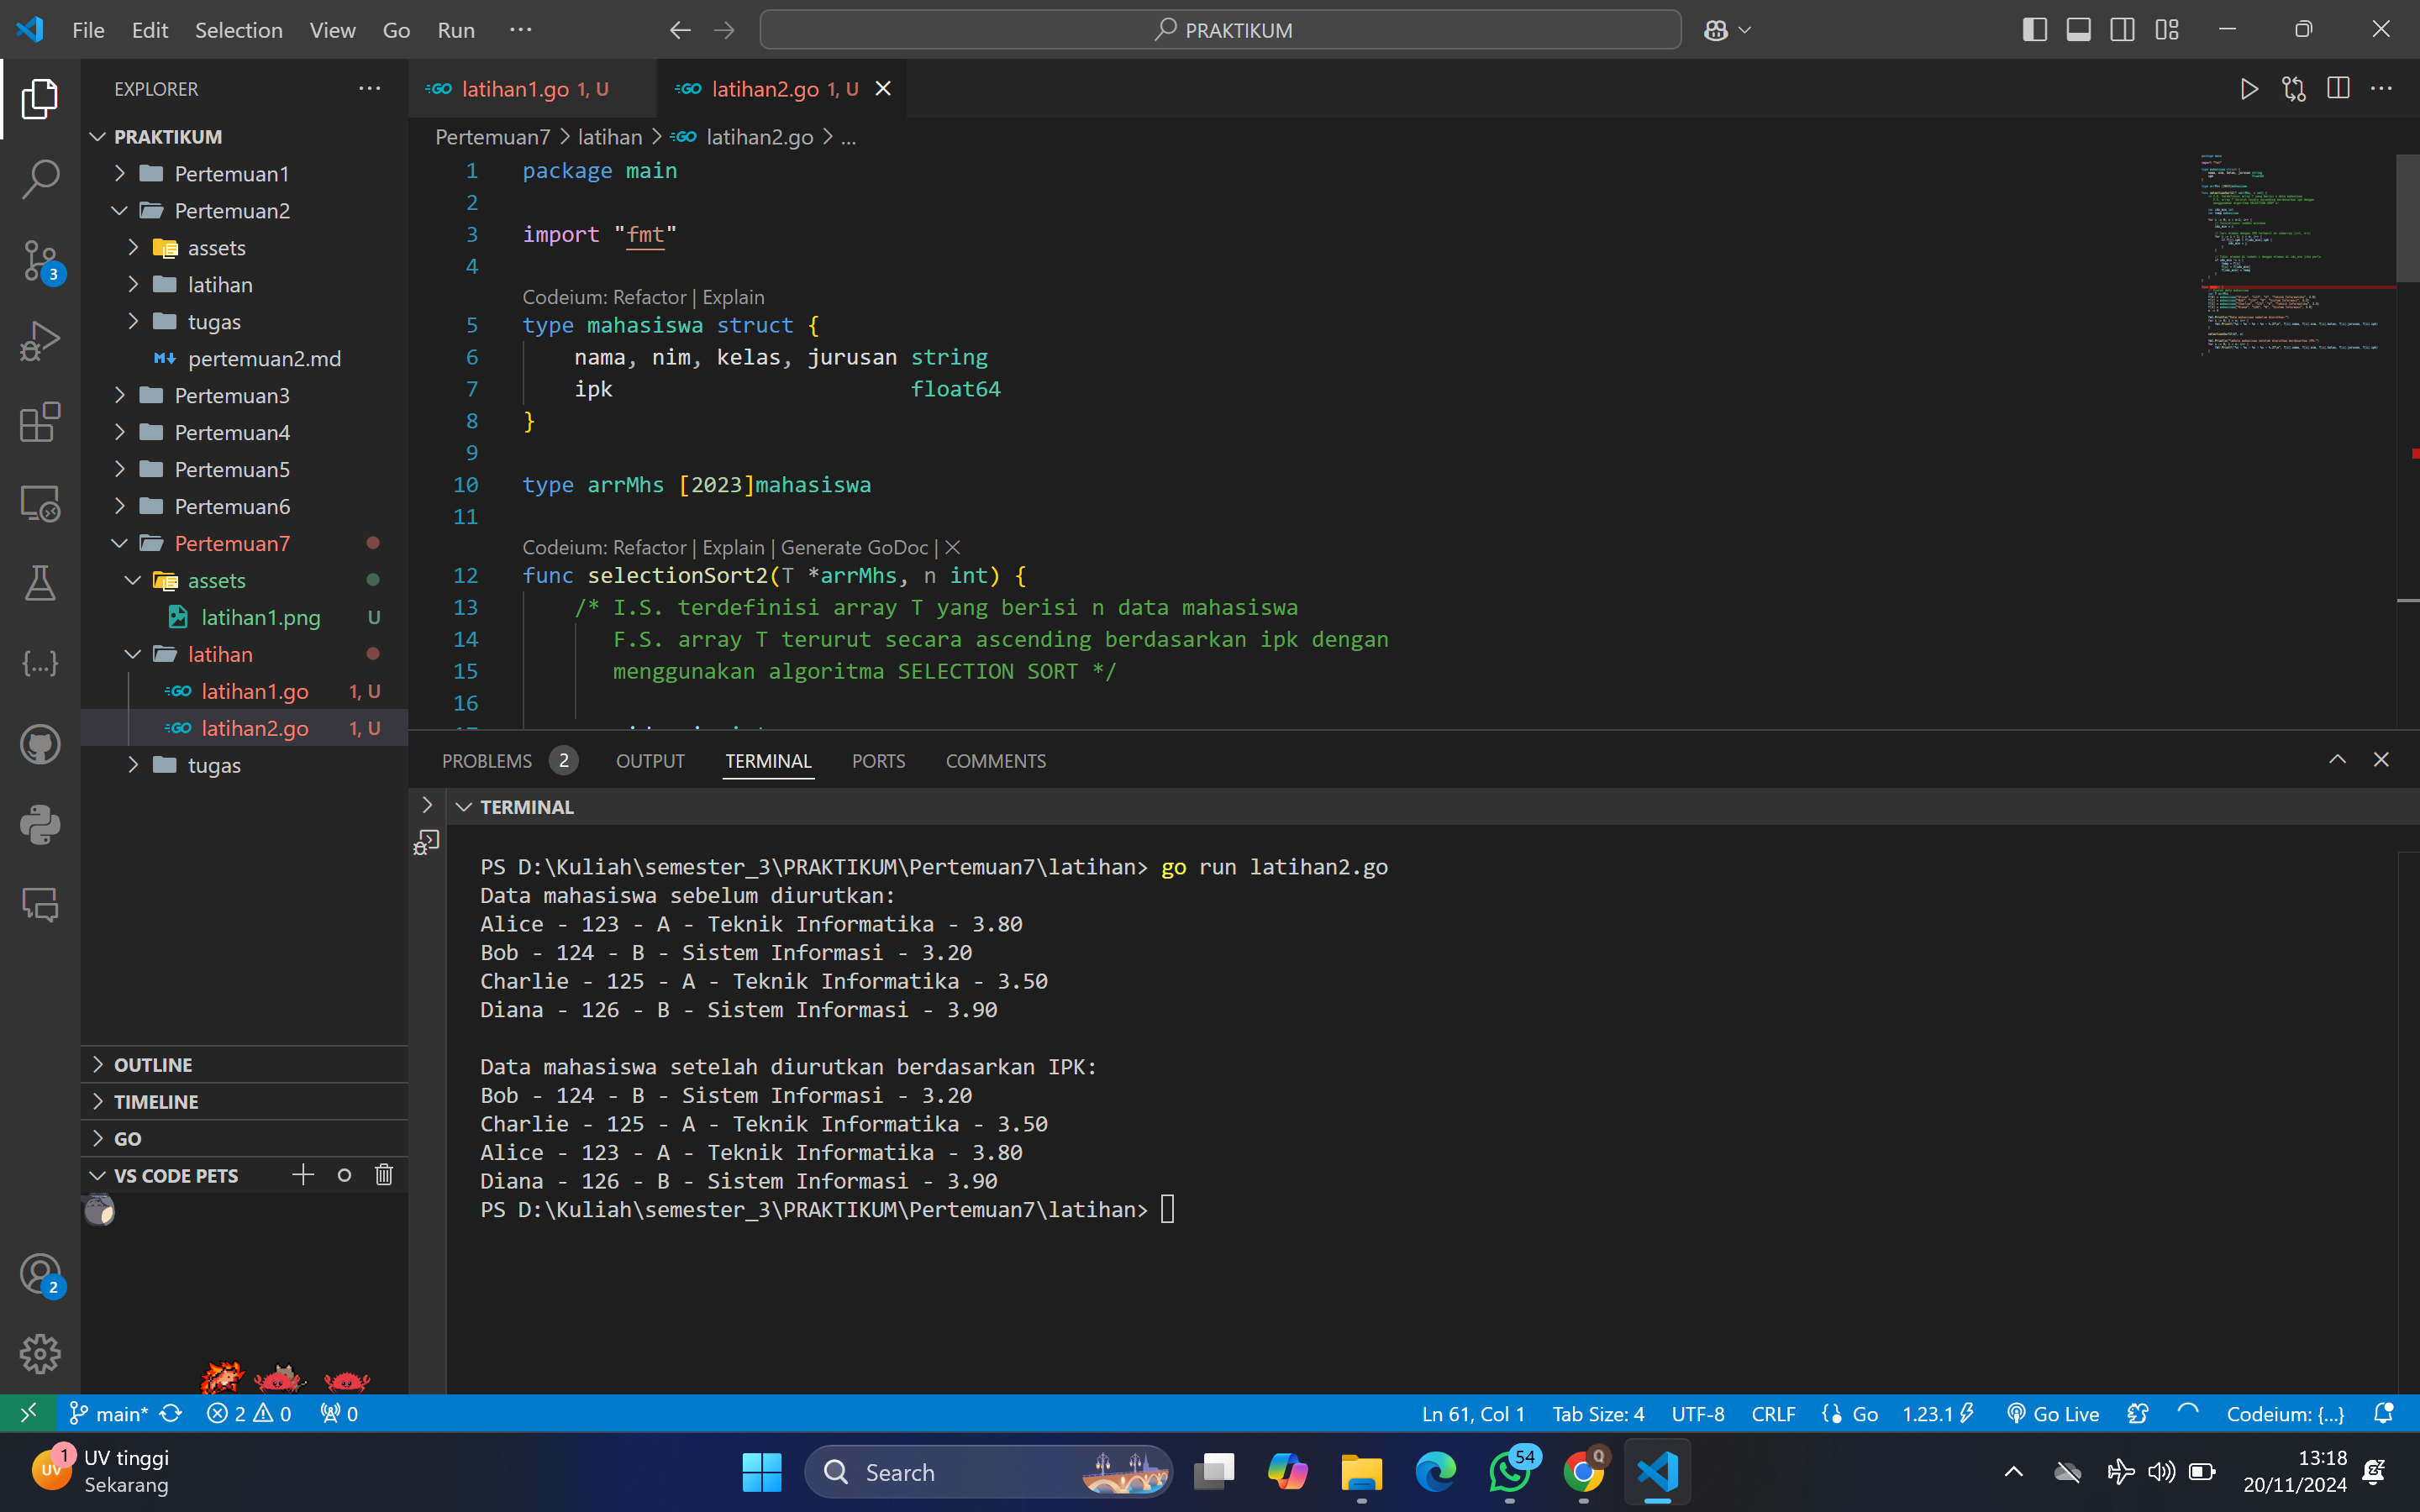 File Edit Selection View Go Run ···
PRAKTIKUM
EXPLORER
PRAKTIKUM
Pertemuan1
Pertemuan2
assets
latihan
tugas
pertemuan2.md
Pertemuan3
Pertemuan4
Pertemuan5
Pertemuan6
Pertemuan7
assets
latihan1.png U
latihan
latihan1.go 1, U
latihan2.go 1, U
tugas
OUTLINE
TIMELINE
GO
VS CODE PETS
latihan1.go 1, U
latihan2.go 1, U
Pertemuan7 > latihan > latihan2.go > ...
1 package main
2
3 import "fmt"
4
Codeium: Refactor | Explain
5 type mahasiswa struct {
6 nama, nim, kelas, jurusan string
7 ipk float64
8 }
9
10 type arrMhs [2023]mahasiswa
11
Codeium: Refactor | Explain | Generate GoDoc | X
12 func selectionSort2(T *arrMhs, n int) {
13 /* I.S. terdefinisi array T yang berisi n data mahasiswa
14 F.S. array T terurut secara ascending berdasarkan ipk dengan
15 menggunakan algoritma SELECTION SORT */
16
PROBLEMS 2 OUTPUT TERMINAL PORTS COMMENTS
TERMINAL
PS D:\Kuliah\semester_3\PRAKTIKUM\Pertemuan7\latihan> go run latihan2.go
Data mahasiswa sebelum diurutkan:
Alice - 123 - A - Teknik Informatika - 3.80
Bob - 124 - B - Sistem Informasi - 3.20
Charlie - 125 - A - Teknik Informatika - 3.50
Diana - 126 - B - Sistem Informasi - 3.90
Data mahasiswa setelah diurutkan berdasarkan IPK:
Bob - 124 - B - Sistem Informasi - 3.20
Charlie - 125 - A - Teknik Informatika - 3.50
Alice - 123 - A - Teknik Informatika - 3.80
Diana - 126 - B - Sistem Informasi - 3.90
PS D:\Kuliah\semester_3\PRAKTIKUM\Pertemuan7\latihan>
3
2
main* 2 0 0
Ln 61, Col 1 Tab Size: 4 UTF-8 CRLF Go 1.23.1 Go Live Codeium: {...}
1 UV UV tinggi
Sekarang
Search
54
Q
13:18
20/11/2024